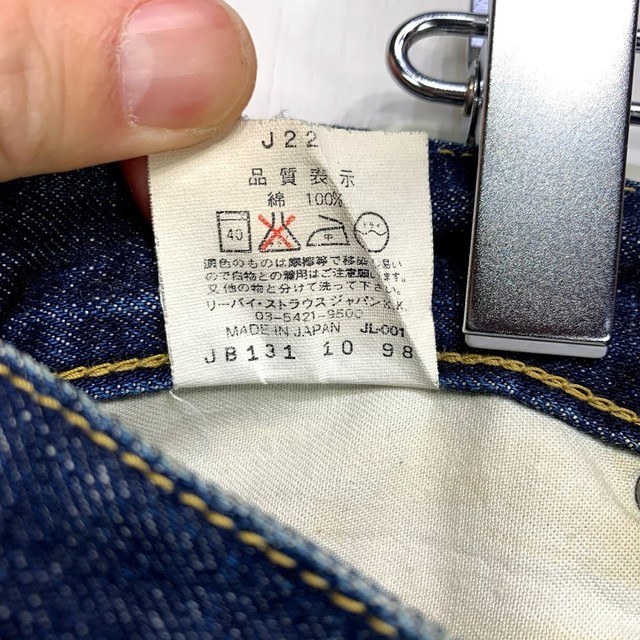 J22
品質表示
綿 100%
40
中
ドライ
濃色のものは摩擦等で移染し易い
ので白物との着用はご注意願います。
又他の物と分けて洗って下さい。
リーバイ・ストラウス ジャパン K.K.
03-5421-9500
MADE IN JAPAN JL-001
JB131 10 98